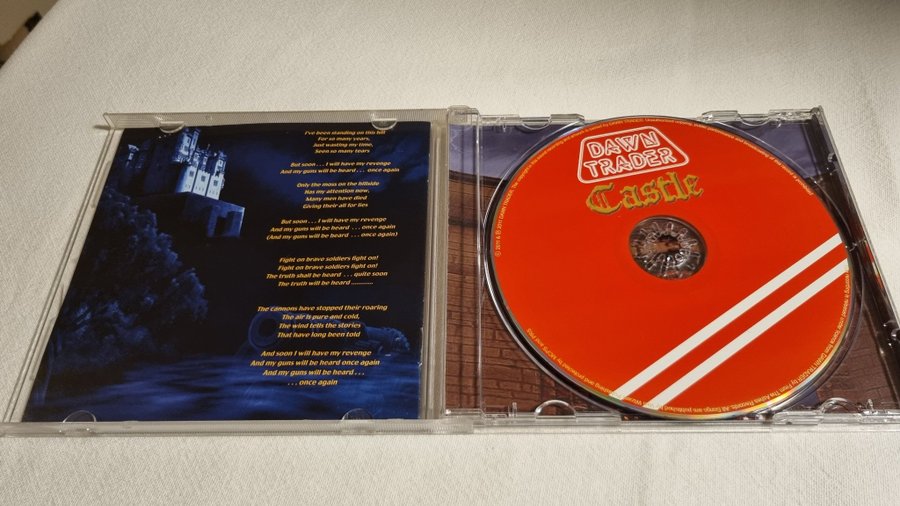 I've been standing on this hill
For so many years,
Just wasting my time,
Seen so many tears
But soon . . . I will have my revenge
And my guns will be heard . . . once again
Only the moss on the hillside
Has my attention now,
Many men have died
Giving their all for lies
But soon . . . I will have my revenge
And my guns will be heard . . . once again
(And my guns will be heard . . . once again)
Fight on brave soldiers fight on!
Fight on brave soldiers fight on!
The truth shall be heard . . . quite soon
The truth will be heard ............
The cannons have stopped their roaring
The air is pure and cold,
The wind tells the stories
That have long been told
And soon I will have my revenge
And my guns will be heard once again
And my guns will be heard . . .
. . . once again
DAWN
TRADER
Castle